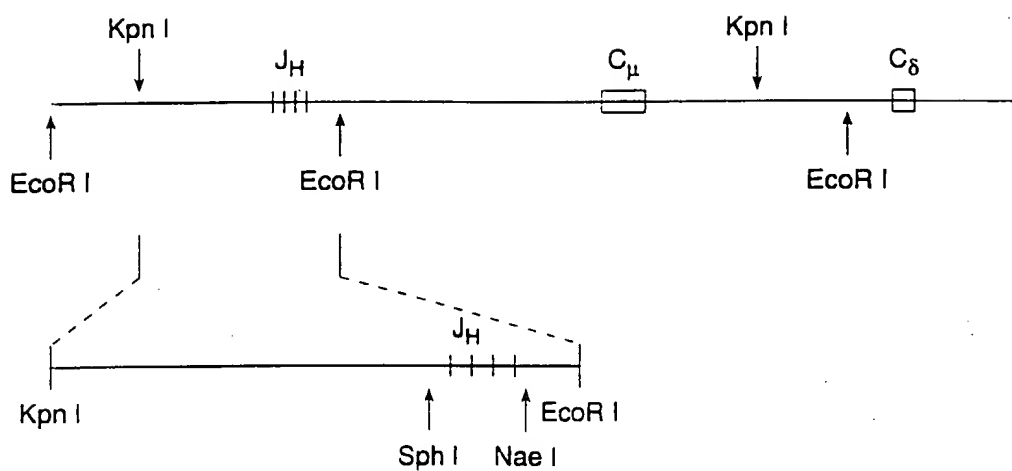 Kpn I
Kpn I
J_H
C_μ
C_δ
EcoR I
EcoR I
EcoR I
J_H
Kpn I
EcoR I
Sph I
Nae I